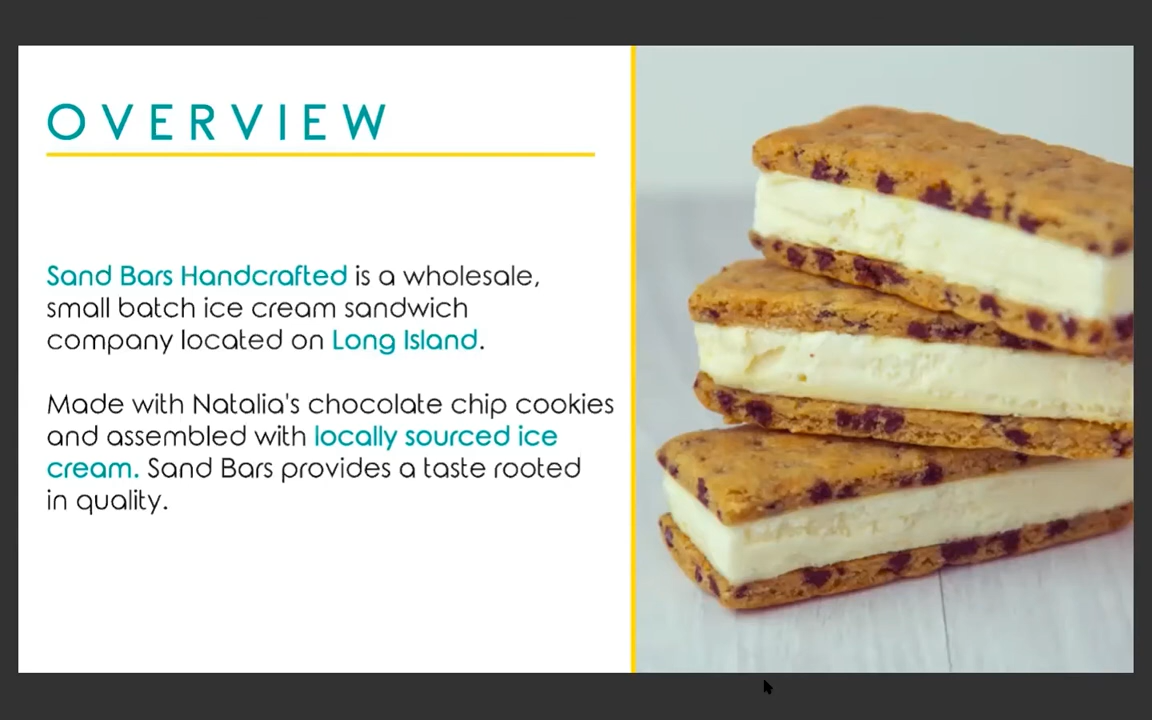 OVERVIEW
Sand Bars Handcrafted is a wholesale,
small batch ice cream sandwich
company located on Long Island.
Made with Natalia's chocolate chip cookies
and assembled with locally sourced ice
cream. Sand Bars provides a taste rooted
in quality.